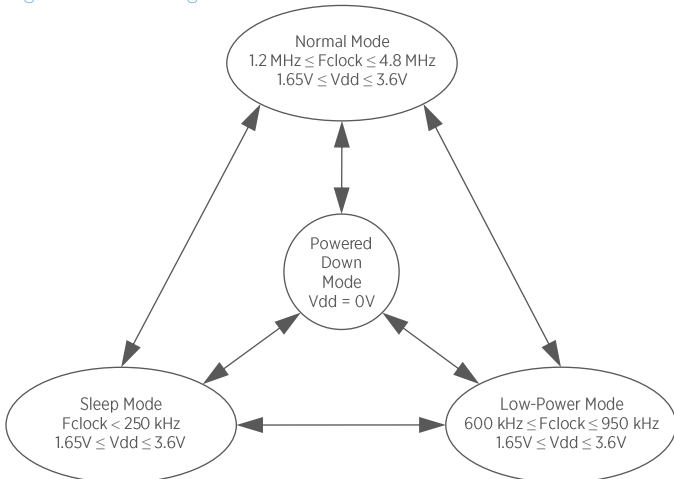 Normal Mode
1.2 MHz ≤ Fclock ≤ 4.8 MHz
1.65V ≤ Vdd ≤ 3.6V
Powered
Down
Mode
Vdd = 0V
Sleep Mode
Fclock < 250 kHz
1.65V ≤ Vdd ≤ 3.6V
Low-Power Mode
600 kHz ≤ Fclock ≤ 950 kHz
1.65V ≤ Vdd ≤ 3.6V